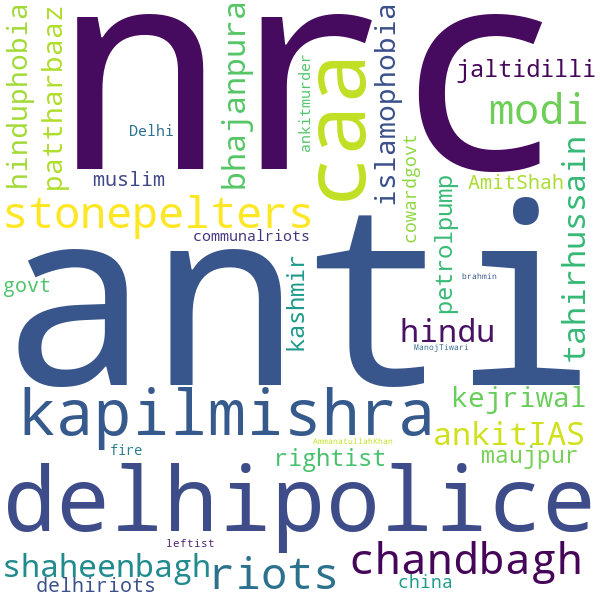 nrc
hinduphobia
pattharbaaz
bhajanpura
ankitmurder
caa
islamophobia
jaltidilli
modi
Delhi
cowardgovt
muslim
AmitShah
stonepelters
tahirhussain
petrolpump
communalriots
anti
kashmir
brahmin
govt
hindu
ManojTiwari
kapilmishra
kejriwal
ankitIAS
AmmanatullahKhan
fire
rightist
maujpur
delhipolice
leftist
shaheenbagh
riots
chandbagh
delhiriots
china